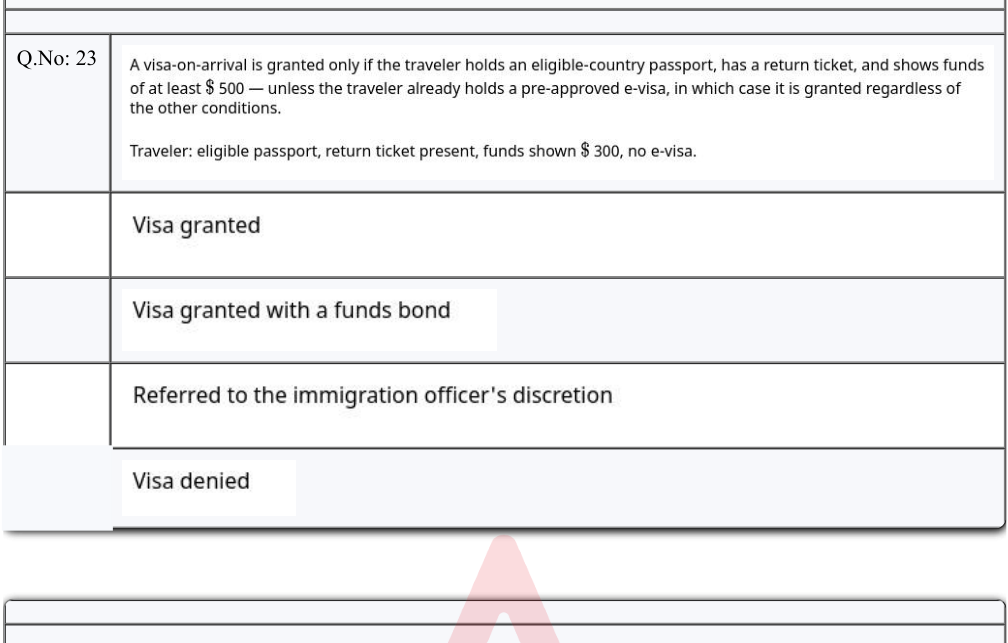 Q.No: 23
A visa-on-arrival is granted only if the traveler holds an eligible-country passport, has a return ticket, and shows funds
of at least $ 500 — unless the traveler already holds a pre-approved e-visa, in which case it is granted regardless of
the other conditions.
Traveler: eligible passport, return ticket present, funds shown $ 300, no e-visa.
Visa granted
Visa granted with a funds bond
Referred to the immigration officer's discretion
Visa denied